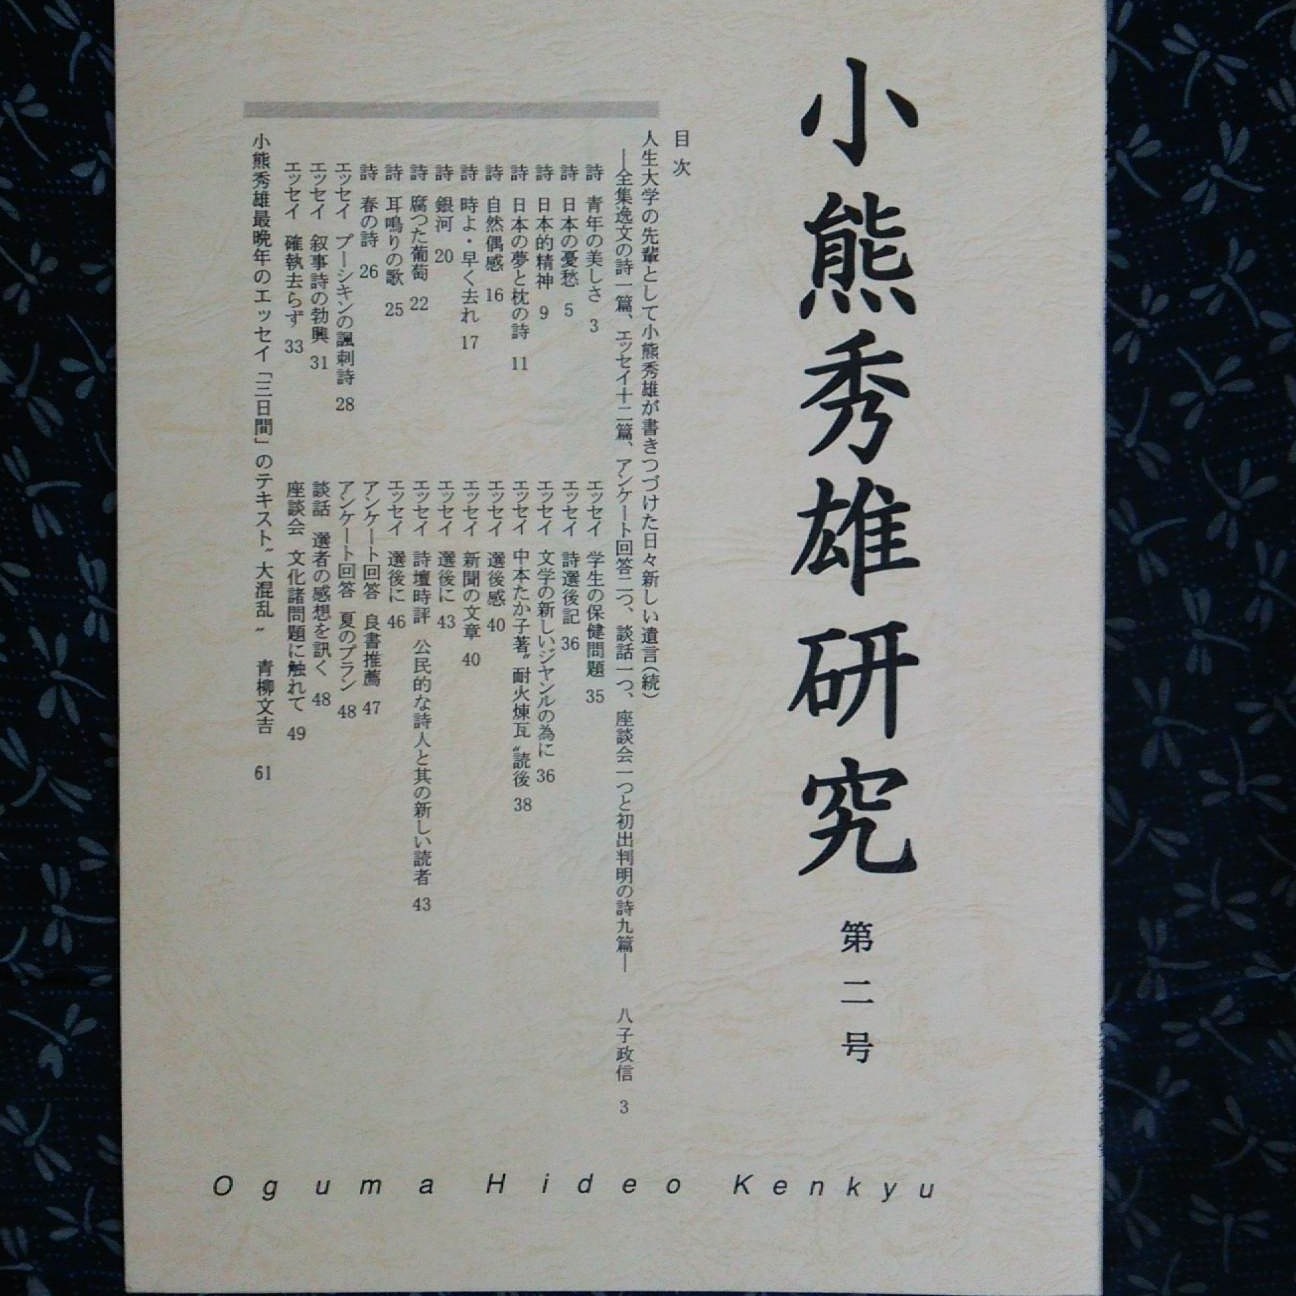 小熊秀雄研究
第二号
目次
人生大学の先輩として小熊秀雄が書きつづけた日々新しい遺言(続)
―全集逸文の詩一篇、エッセイ十二篇、アンケート回答二つ、談話一つ、座談会一つと初出判明の詩九篇― 八子政信 3
詩 青年の美しさ 3
詩 日本の憂愁 5
詩 日本的精神 9
詩 日本の夢と枕の詩 11
詩 自然偶感 16
詩 時よ・早く去れ 17
詩 銀河 20
詩 腐つた葡萄 22
詩 耳鳴りの歌 25
詩 春の詩 26
エッセイ プーシキンの諷刺詩 28
エッセイ 叙事詩の勃興 31
エッセイ 確執去らず 33
エッセイ 学生の保健問題 35
エッセイ 詩選後記 36
エッセイ 文学の新しいジヤンルの為に 36
エッセイ 中本たか子著〝耐火煉瓦〟読後 38
エッセイ 選後感 40
エッセイ 新聞の文章 40
エッセイ 選後に 43
エッセイ 詩壇時評 公民的な詩人と其の新しい読者 43
エッセイ 選後に 46
アンケート回答 良書推薦 47
アンケート回答 夏のプラン 48
談話 選者の感想を訊く 48
座談会 文化諸問題に触れて 49
小熊秀雄最晩年のエッセイ「三日間」のテキスト〝大混乱〟 青柳文吉 61
Oguma Hideo Kenkyu